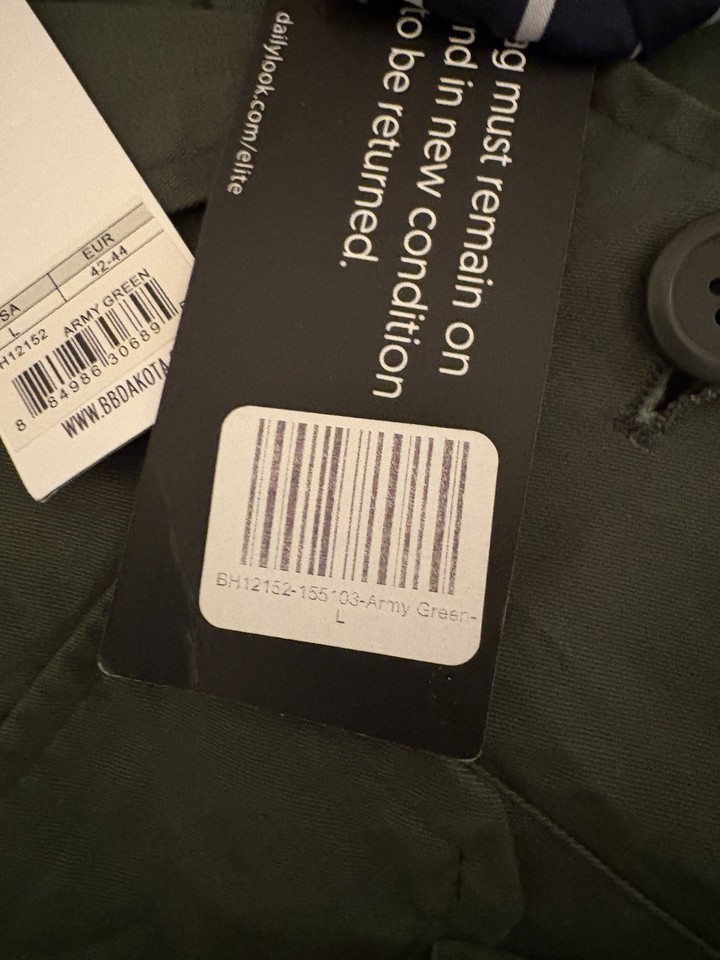 EUR
42-44
L
ARMY GREEN
H12152
8 84986 30689
WWW.BBDAKOTA
dailylook.com/elite
must remain on
in new condition
to be returned.
BH12152-155103-Army Green-
L